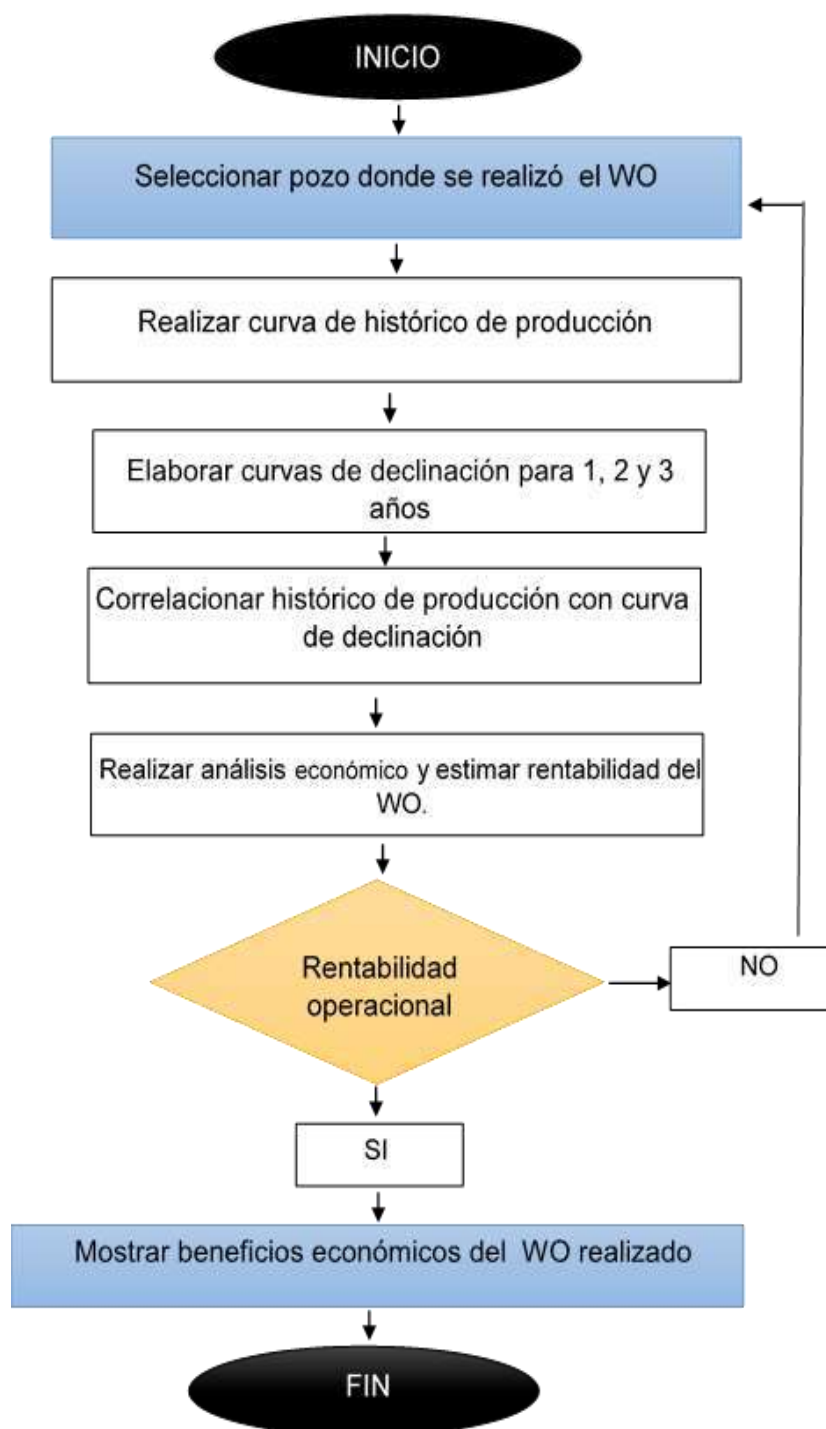 INICIO
Seleccionar pozo donde se realizó el WO
Realizar curva de histórico de producción
Elaborar curvas de declinación para 1, 2 y 3
años
Correlacionar histórico de producción con curva
de declinación
Realizar análisis económico y estimar rentabilidad del
WO.
Rentabilidad
operacional
NO
SI
Mostrar beneficios económicos del WO realizado
FIN